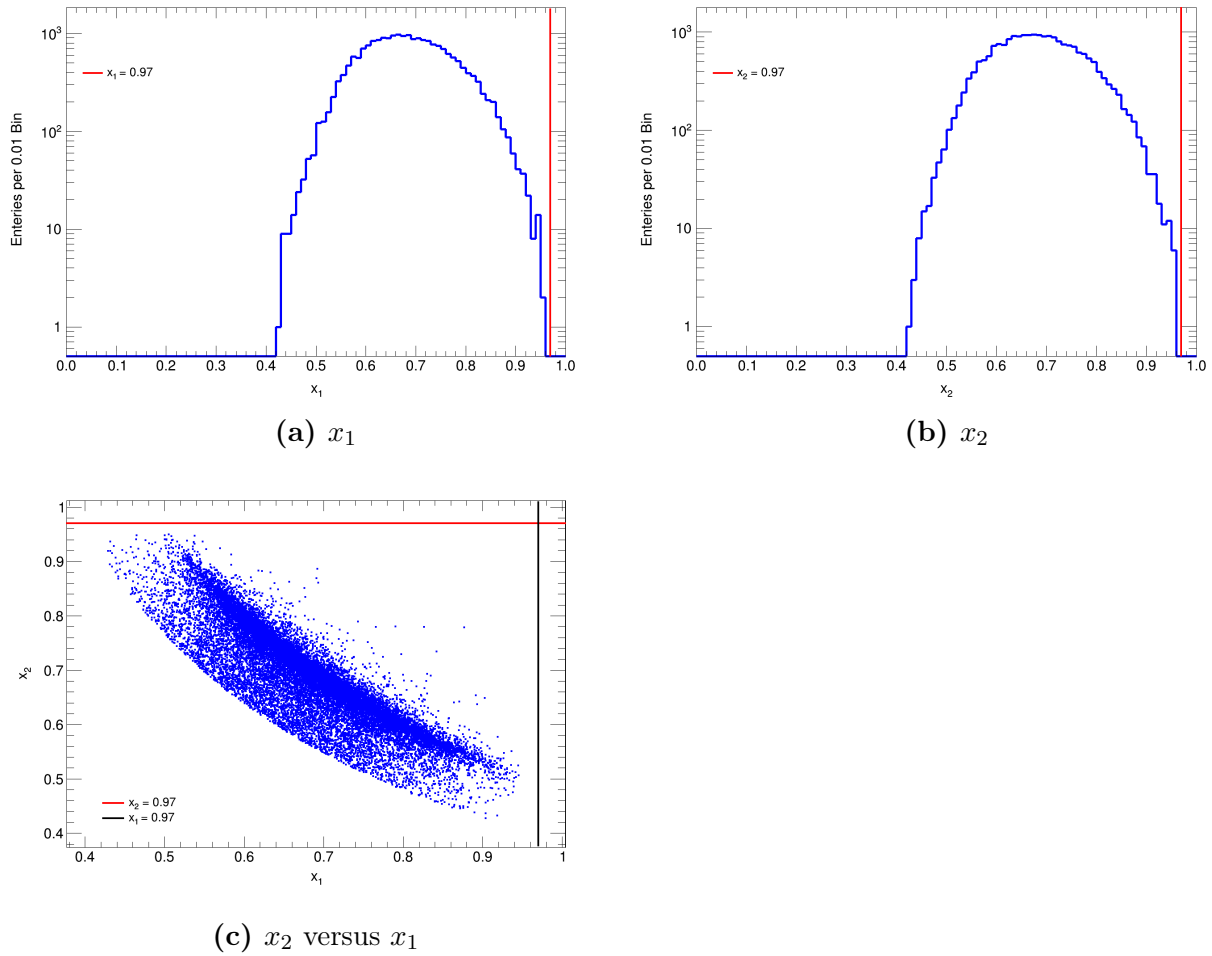 10³
10²
10
1
Enteries per 0.01 Bin
x₁ = 0.97
0.0 0.1 0.2 0.3 0.4 0.5 0.6 0.7 0.8 0.9 1.0
x₁
(a) x₁
10³
10²
10
1
Enteries per 0.01 Bin
x₂ = 0.97
0.0 0.1 0.2 0.3 0.4 0.5 0.6 0.7 0.8 0.9 1.0
x₂
(b) x₂
1
0.9
0.8
0.7
0.6
0.5
0.4
x₂
x₂ = 0.97
x₁ = 0.97
0.4 0.5 0.6 0.7 0.8 0.9 1
x₁
(c) x₂ versus x₁